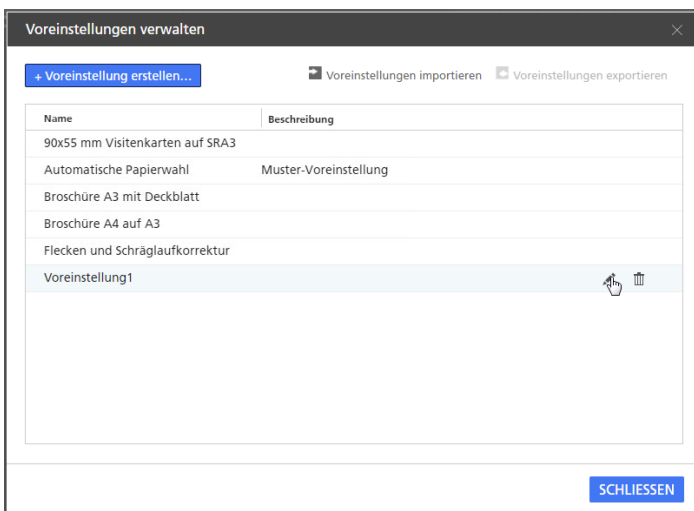 Voreinstellungen verwalten
+ Voreinstellung erstellen...
Voreinstellungen importieren
Voreinstellungen exportieren
Name
Beschreibung
90x55 mm Visitenkarten auf SRA3
Automatische Papierwahl
Muster-Voreinstellung
Broschüre A3 mit Deckblatt
Broschüre A4 auf A3
Flecken und Schräglaufkorrektur
Voreinstellung1
SCHLIESSEN